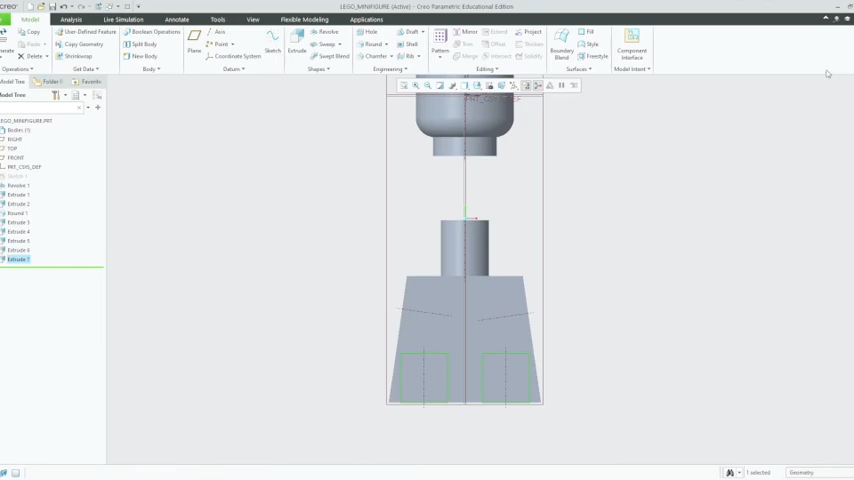 creo
LEGO_MINIFIGURE (Active) - Creo Parametric Educational Edition
Model Analysis Live Simulation Annotate Tools View Flexible Modeling Applications
Copy
Paste
Delete
User-Defined Feature
Copy Geometry
Shrinkwrap
Boolean Operations
Split Body
New Body
Plane
Axis
Point
Coordinate System
Sketch
Extrude
Revolve
Sweep
Swept Blend
Hole
Round
Chamfer
Draft
Shell
Rib
Pattern
Mirror
Trim
Merge
Extend
Offset
Intersect
Project
Thicken
Solidify
Boundary
Blend
Fill
Style
Freestyle
Component
Interface
Operations
Get Data
Body
Datum
Shapes
Engineering
Editing
Surfaces
Model Intent
Model Tree
Favorite
LEGO_MINIFIGURE.PRT
Bodies (1)
RIGHT
TOP
FRONT
PRT_CSYS_DEF
Sketch 1
Revolve 1
Extrude 1
Extrude 2
Round 1
Extrude 3
Extrude 4
Extrude 5
Extrude 6
Extrude 7
1 selected
Geometry